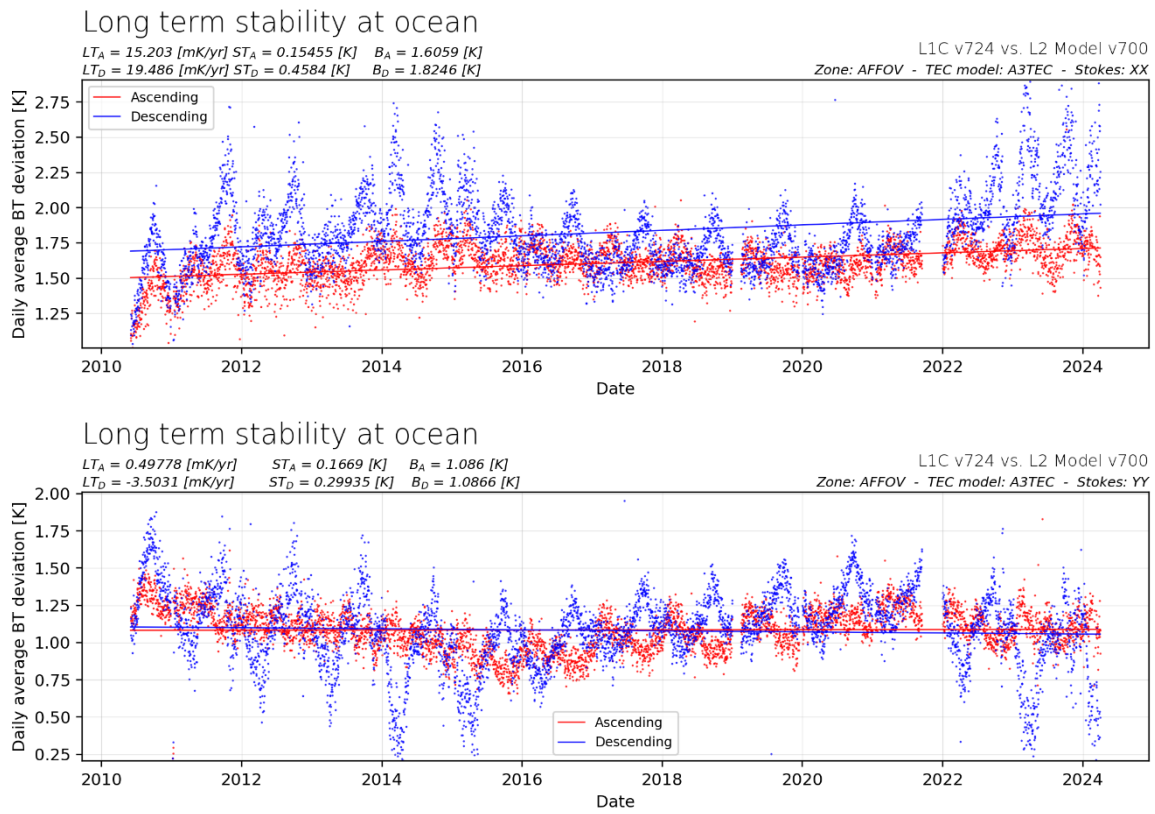 Long term stability at ocean
LT_A = 15.203 [mK/yr] ST_A = 0.15455 [K] B_A = 1.6059 [K]
L1C v724 vs. L2 Model v700
LT_D = 19.486 [mK/yr] ST_D = 0.4584 [K] B_D = 1.8246 [K]
Zone: AFFOV - TEC model: A3TEC - Stokes: XX
Daily average BT deviation [K]
Ascending
Descending
2.75
2.50
2.25
2.00
1.75
1.50
1.25
2010 2012 2014 2016 2018 2020 2022 2024
Date
Long term stability at ocean
LT_A = 0.49778 [mK/yr] ST_A = 0.1669 [K] B_A = 1.086 [K]
L1C v724 vs. L2 Model v700
LT_D = -3.5031 [mK/yr] ST_D = 0.29935 [K] B_D = 1.0866 [K]
Zone: AFFOV - TEC model: A3TEC - Stokes: YY
Daily average BT deviation [K]
2.00
1.75
1.50
1.25
1.00
0.75
0.50
0.25
Ascending
Descending
2010 2012 2014 2016 2018 2020 2022 2024
Date